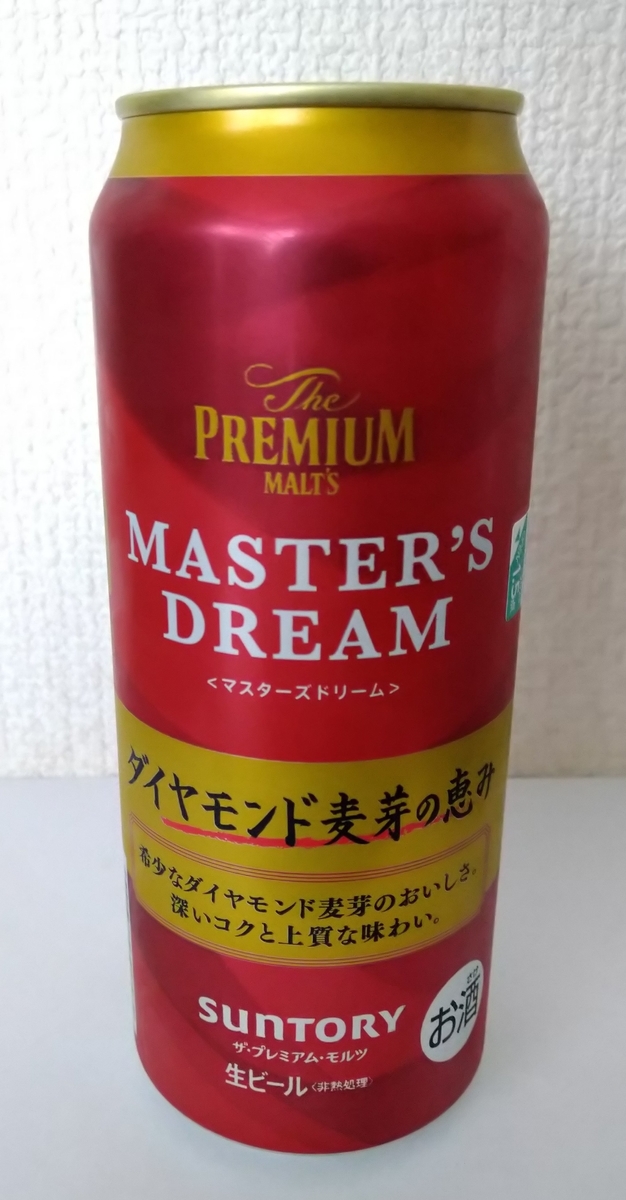 The
PREMIUM
MALT'S
MASTER'S
DREAM
<マスターズドリーム>
ダイヤモンド麦芽の恵み
希少なダイヤモンド麦芽のおいしさ。
深いコクと上質な味わい。
SUNTORY
ザ・プレミアム・モルツ
生ビール〈非熱処理〉
さけ
お酒